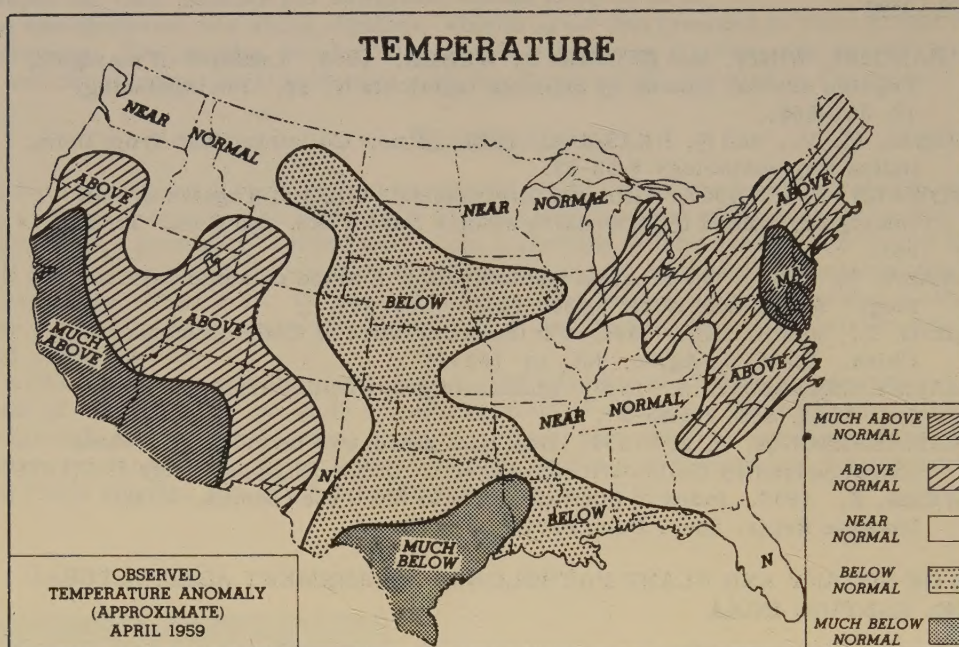 TEMPERATURE
NEAR
NORMAL
ABOVE
NEAR NORMAL
ABOVE
MA
BELOW
MUCH
ABOVE
ABOVE
ABOVE
NEAR NORMAL
N
BELOW
MUCH
BELOW
N
OBSERVED
TEMPERATURE ANOMALY
(APPROXIMATE)
APRIL 1959
MUCH ABOVE
NORMAL
ABOVE
NORMAL
NEAR
NORMAL
BELOW
NORMAL
MUCH BELOW
NORMAL